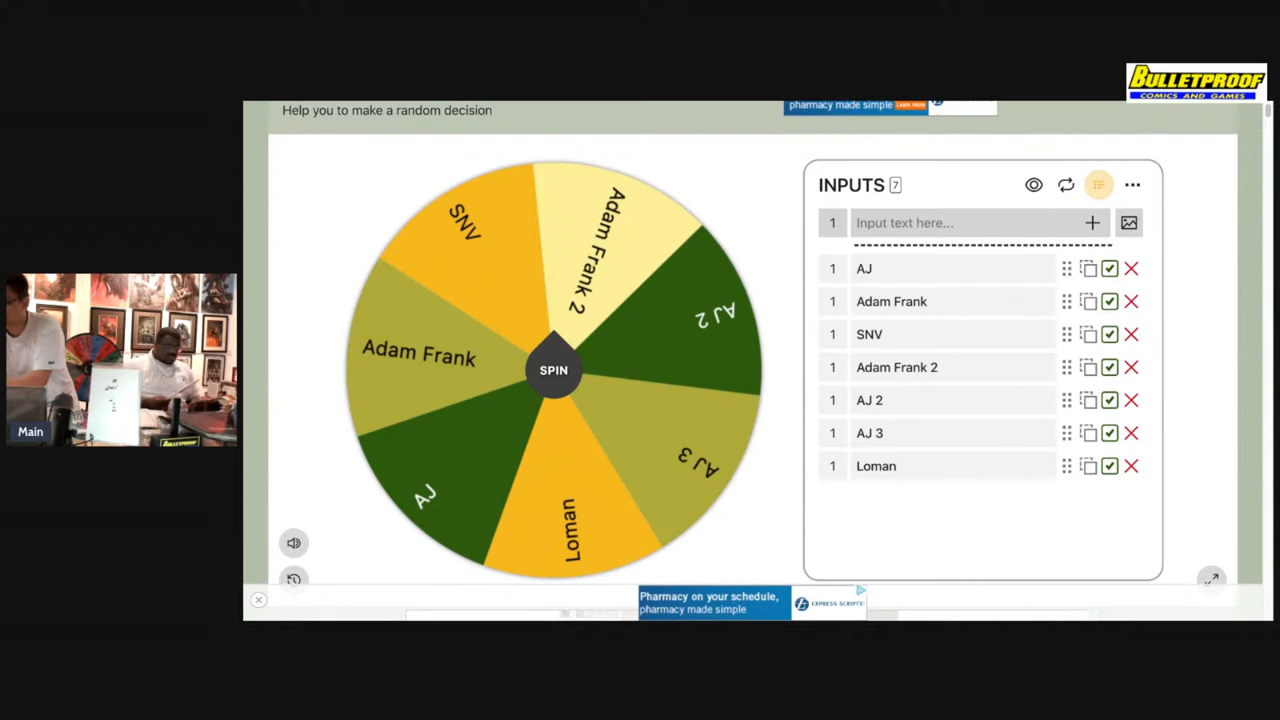 BULLETPROOF
COMICS AND GAMES
Help you to make a random decision
pharmacy made simple Learn more
SNV
Adam Frank 2
AJ 2
Adam Frank
AJ 3
AJ
Loman
SPIN
INPUTS 7
1 Input text here...
1 AJ
1 Adam Frank
1 SNV
1 Adam Frank 2
1 AJ 2
1 AJ 3
1 Loman
Main
BULLETPROOF
Pharmacy on your schedule,
pharmacy made simple
EXPRESS SCRIPTS